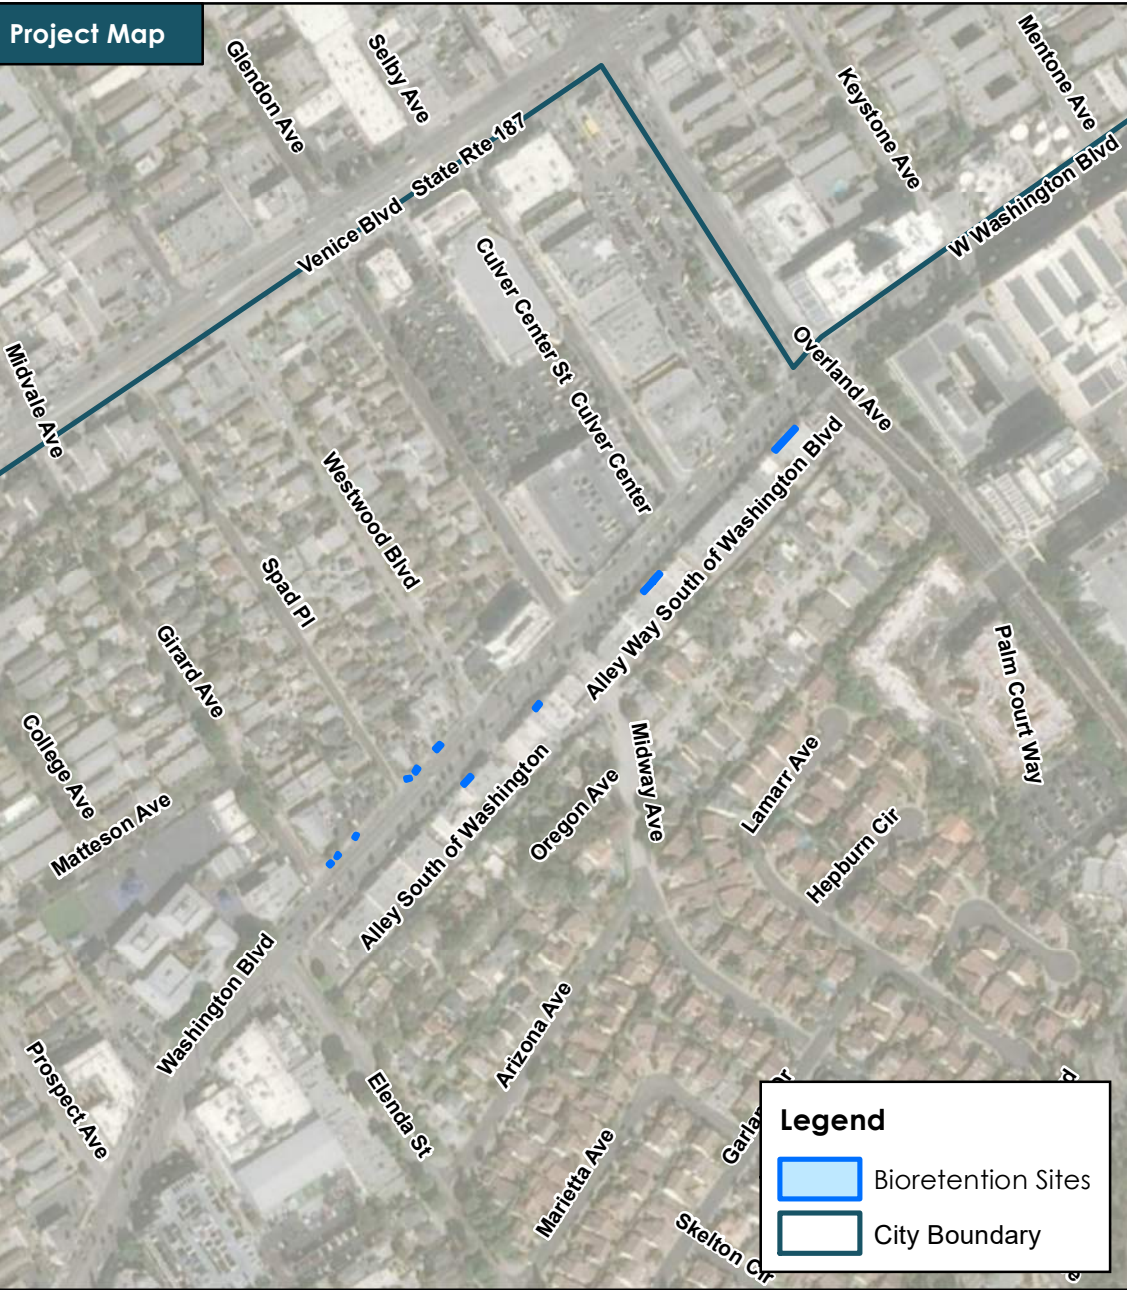 Project Map
Glendon Ave
Selby Ave
Mentone Ave
Keystone Ave
Venice Blvd
State Rte 187
W Washington Blvd
Culver Center St
Culver Center
Overland Ave
Midvale Ave
Westwood Blvd
Alley Way South of Washington Blvd
Spad Pl
Girard Ave
Palm Court Way
College Ave
Matteson Ave
Midway Ave
Lamarr Ave
Oregon Ave
Hepburn Cir
Alley South of Washington
Washington Blvd
Arizona Ave
Prospect Ave
Elenda St
Marietta Ave
Skelton Cir
Legend
Bioretention Sites
City Boundary